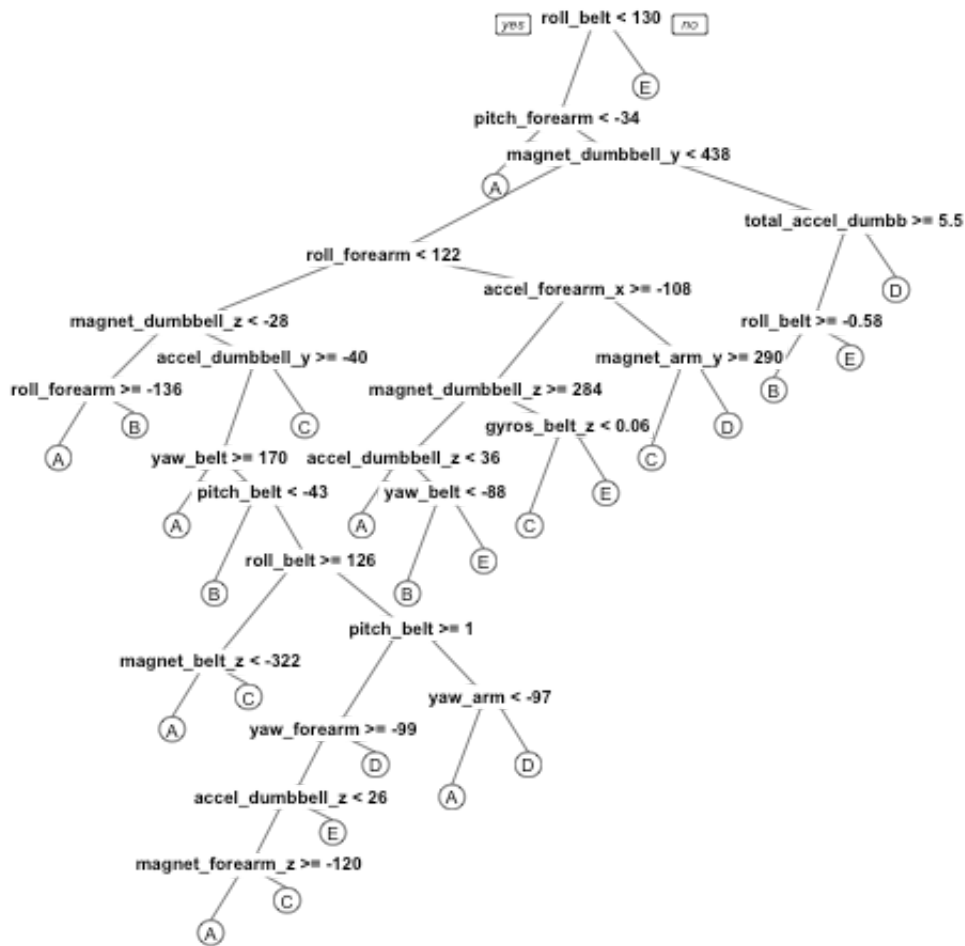 yes roll_belt < 130 no
E
pitch_forearm < -34
magnet_dumbbell_y < 438
A
total_accel_dumbb >= 5.5
roll_forearm < 122
accel_forearm_x >= -108
D
magnet_dumbbell_z < -28
roll_belt >= -0.58
accel_dumbbell_y >= -40
magnet_arm_y >= 290
E
roll_forearm >= -136
magnet_dumbbell_z >= 284
B
B
C
gyros_belt_z < 0.06
D
A
yaw_belt >= 170
accel_dumbbell_z < 36
C
pitch_belt < -43
yaw_belt < -88
E
A
A
C
roll_belt >= 126
E
B
B
pitch_belt >= 1
magnet_belt_z < -322
C
yaw_arm < -97
A
yaw_forearm >= -99
D
D
accel_dumbbell_z < 26
A
E
magnet_forearm_z >= -120
C
A